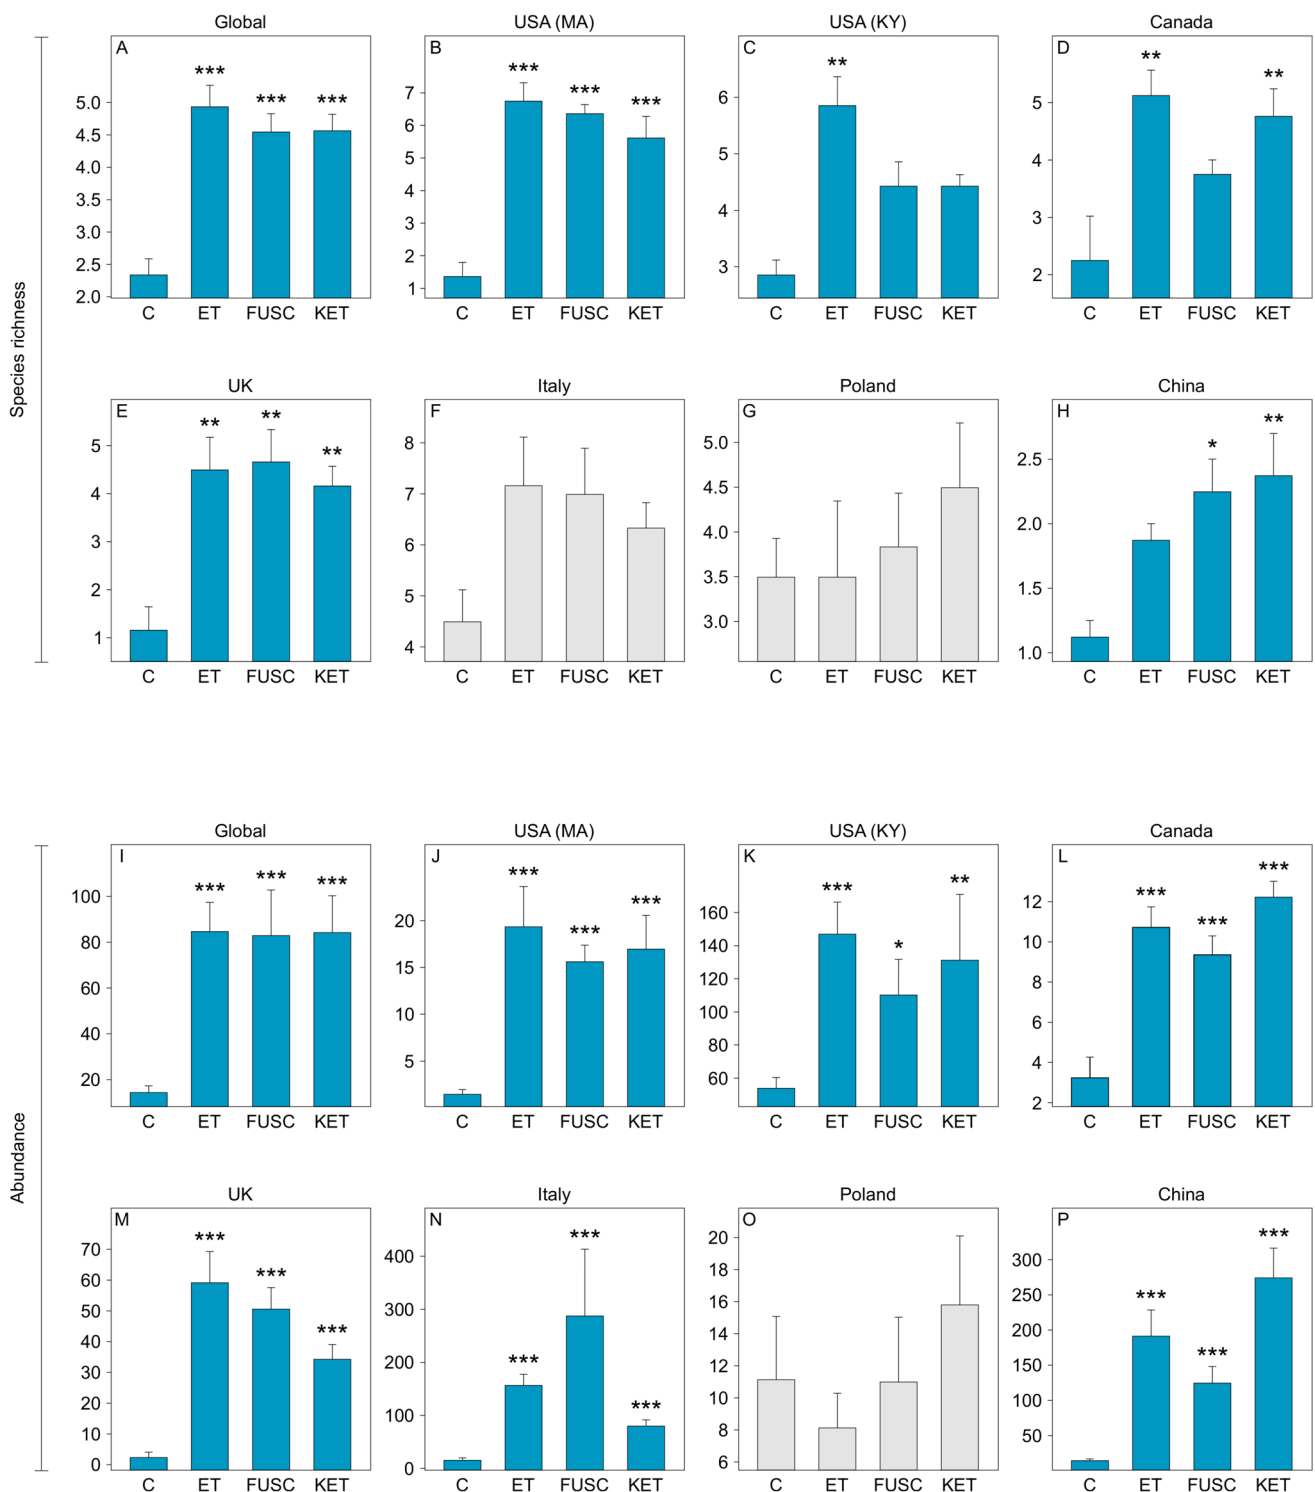 Species richness
Global
A
5.0
4.5
4.0
3.5
3.0
2.5
2.0
*** *** ***
C ET FUSC KET
USA (MA)
B
7
6
5
4
3
2
1
*** *** ***
C ET FUSC KET
USA (KY)
C
6
5
4
3
**
C ET FUSC KET
Canada
D
5
4
3
2
** **
C ET FUSC KET
UK
E
5
4
3
2
1
** ** **
C ET FUSC KET
Italy
F
8
7
6
5
4
C ET FUSC KET
Poland
G
5.0
4.5
4.0
3.5
3.0
C ET FUSC KET
China
H
2.5
2.0
1.5
1.0
* **
C ET FUSC KET
Abundance
Global
I
100
80
60
40
20
*** *** ***
C ET FUSC KET
USA (MA)
J
20
15
10
5
*** *** ***
C ET FUSC KET
USA (KY)
K
160
140
120
100
80
60
*** * **
C ET FUSC KET
Canada
L
12
10
8
6
4
2
*** *** ***
C ET FUSC KET
UK
M
70
60
50
40
30
20
10
0
*** *** ***
C ET FUSC KET
Italy
N
400
300
200
100
0
*** *** ***
C ET FUSC KET
Poland
O
20
18
16
14
12
10
8
6
C ET FUSC KET
China
P
300
250
200
150
100
50
*** *** ***
C ET FUSC KET